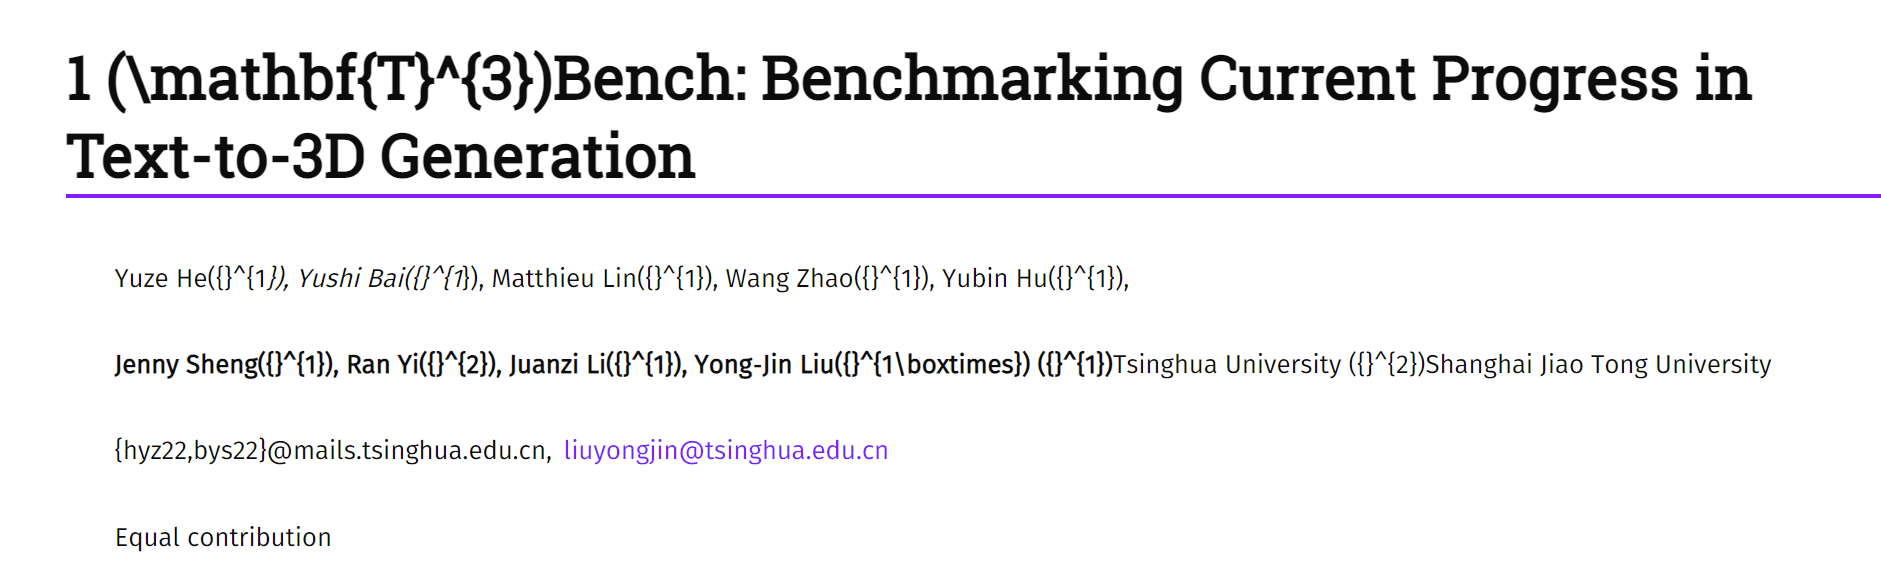 1 (\mathbf{T}^{3})Bench: Benchmarking Current Progress in
Text-to-3D Generation
Yuze He({}^{1}), Yushi Bai({}^{1}), Matthieu Lin({}^{1}), Wang Zhao({}^{1}), Yubin Hu({}^{1}),
Jenny Sheng({}^{1}), Ran Yi({}^{2}), Juanzi Li({}^{1}), Yong-Jin Liu({}^{1\boxtimes}) ({}^{1})Tsinghua University ({}^{2})Shanghai Jiao Tong University
{hyz22,bys22}@mails.tsinghua.edu.cn, liuyongjin@tsinghua.edu.cn
Equal contribution